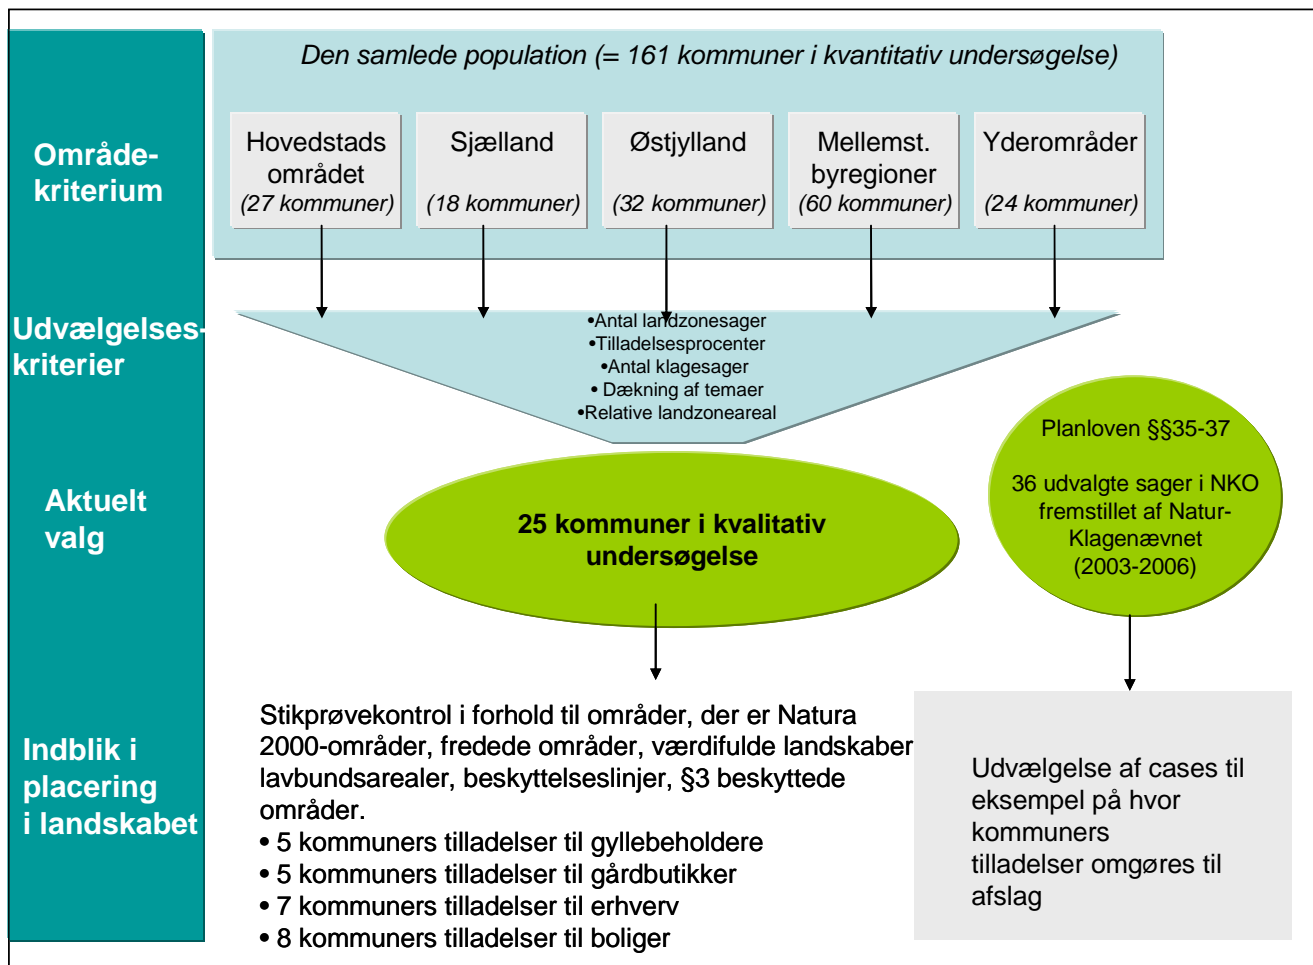 Den samlede population (= 161 kommuner i kvantitativ undersøgelse)
Område-
kriterium
Hovedstads
området
(27 kommuner)
Sjælland
(18 kommuner)
Østjylland
(32 kommuner)
Mellemst.
byregioner
(60 kommuner)
Yderområder
(24 kommuner)
Udvælgelses-
kriterier
•Antal landzonesager
•Tilladelsesprocenter
•Antal klagesager
• Dækning af temaer
•Relative landzoneareal
Aktuelt
valg
25 kommuner i kvalitativ
undersøgelse
Planloven §§35-37
36 udvalgte sager i NKO
fremstillet af Natur-
Klagenævnet
(2003-2006)
Indblik i
placering
i landskabet
Stikprøvekontrol i forhold til områder, der er Natura
2000-områder, fredede områder, værdifulde landskaber
lavbundsarealer, beskyttelseslinjer, §3 beskyttede
områder.
• 5 kommuners tilladelser til gyllebeholdere
• 5 kommuners tilladelser til gårdbutikker
• 7 kommuners tilladelser til erhverv
• 8 kommuners tilladelser til boliger
Udvælgelse af cases til
eksempel på hvor
kommuners
tilladelser omgøres til
afslag